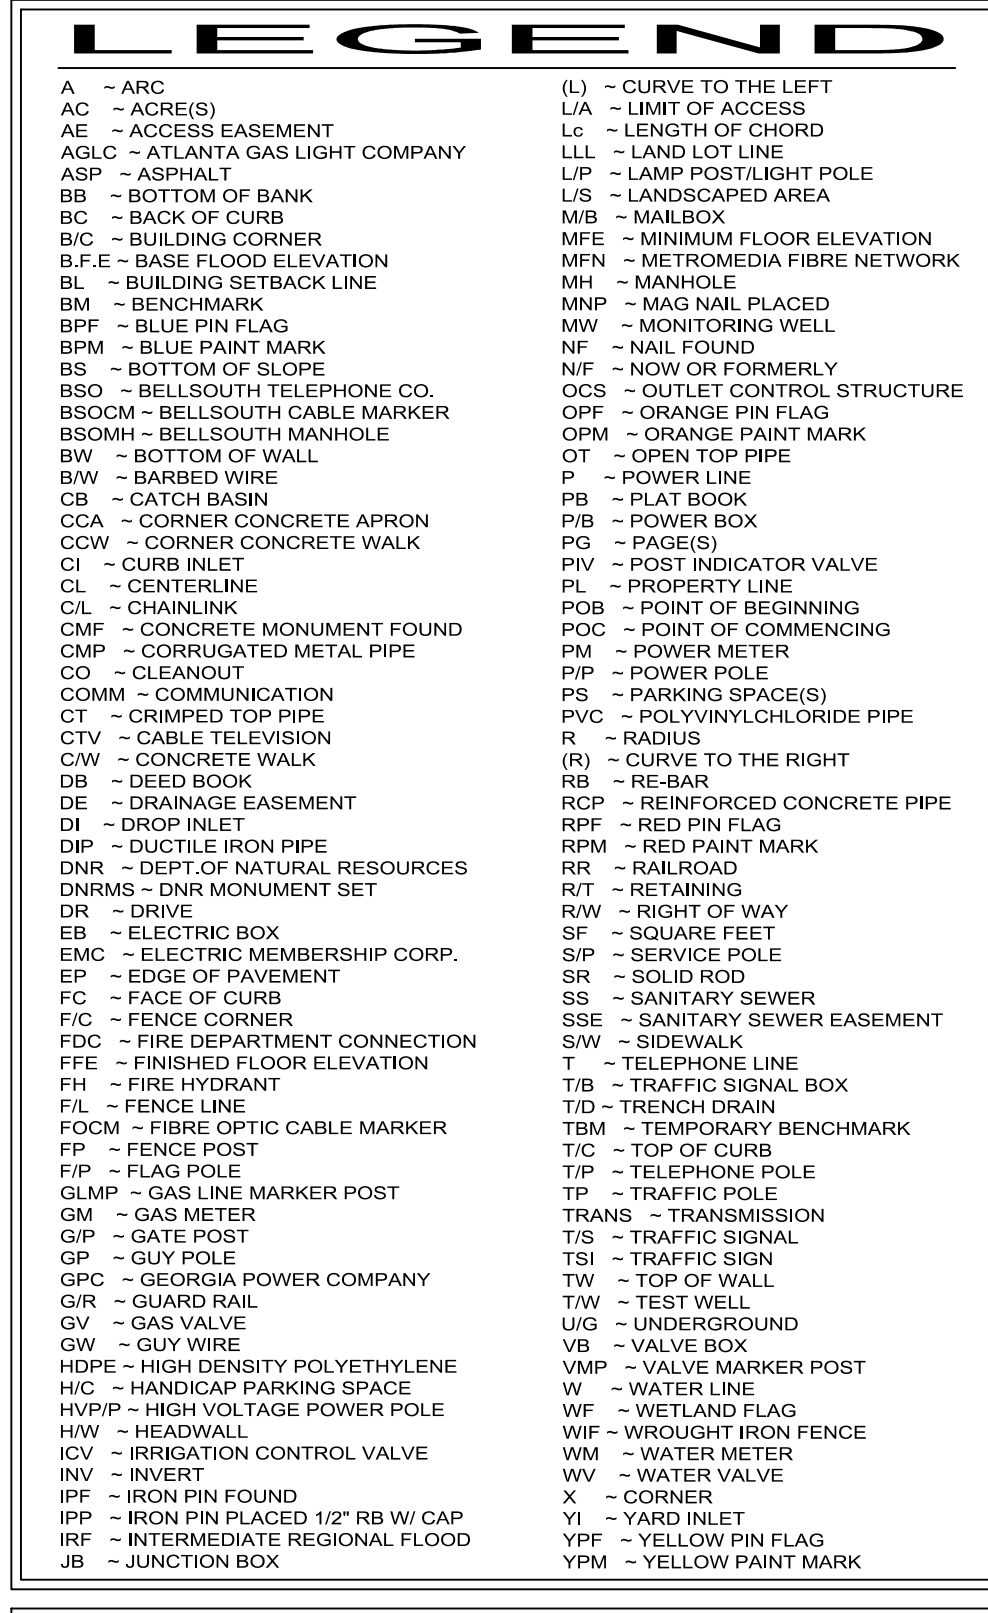 LEGEND
A ~ ARC
AC ~ ACRE(S)
AE ~ ACCESS EASEMENT
AGLC ~ ATLANTA GAS LIGHT COMPANY
ASP ~ ASPHALT
BB ~ BOTTOM OF BANK
BC ~ BACK OF CURB
B/C ~ BUILDING CORNER
B.F.E ~ BASE FLOOD ELEVATION
BL ~ BUILDING SETBACK LINE
BM ~ BENCHMARK
BPF ~ BLUE PIN FLAG
BPM ~ BLUE PAINT MARK
BS ~ BOTTOM OF SLOPE
BSO ~ BELLSOUTH TELEPHONE CO.
BSOCM ~ BELLSOUTH CABLE MARKER
BSOMH ~ BELLSOUTH MANHOLE
BW ~ BOTTOM OF WALL
B/W ~ BARBED WIRE
CB ~ CATCH BASIN
CCA ~ CORNER CONCRETE APRON
CCW ~ CORNER CONCRETE WALK
CI ~ CURB INLET
CL ~ CENTERLINE
C/L ~ CHAINLINK
CMF ~ CONCRETE MONUMENT FOUND
CMP ~ CORRUGATED METAL PIPE
CO ~ CLEANOUT
COMM ~ COMMUNICATION
CT ~ CRIMPED TOP PIPE
CTV ~ CABLE TELEVISION
C/W ~ CONCRETE WALK
DB ~ DEED BOOK
DE ~ DRAINAGE EASEMENT
DI ~ DROP INLET
DIP ~ DUCTILE IRON PIPE
DNR ~ DEPT.OF NATURAL RESOURCES
DNRMS ~ DNR MONUMENT SET
DR ~ DRIVE
EB ~ ELECTRIC BOX
EMC ~ ELECTRIC MEMBERSHIP CORP.
EP ~ EDGE OF PAVEMENT
FC ~ FACE OF CURB
F/C ~ FENCE CORNER
FDC ~ FIRE DEPARTMENT CONNECTION
FFE ~ FINISHED FLOOR ELEVATION
FH ~ FIRE HYDRANT
F/L ~ FENCE LINE
FOCM ~ FIBRE OPTIC CABLE MARKER
FP ~ FENCE POST
F/P ~ FLAG POLE
GLMP ~ GAS LINE MARKER POST
GM ~ GAS METER
G/P ~ GATE POST
GP ~ GUY POLE
GPC ~ GEORGIA POWER COMPANY
G/R ~ GUARD RAIL
GV ~ GAS VALVE
GW ~ GUY WIRE
HDPE ~ HIGH DENSITY POLYETHYLENE
H/C ~ HANDICAP PARKING SPACE
HVP/P ~ HIGH VOLTAGE POWER POLE
H/W ~ HEADWALL
ICV ~ IRRIGATION CONTROL VALVE
INV ~ INVERT
IPF ~ IRON PIN FOUND
IPP ~ IRON PIN PLACED 1/2" RB W/ CAP
IRF ~ INTERMEDIATE REGIONAL FLOOD
JB ~ JUNCTION BOX
(L) ~ CURVE TO THE LEFT
L/A ~ LIMIT OF ACCESS
Lc ~ LENGTH OF CHORD
LLL ~ LAND LOT LINE
L/P ~ LAMP POST/LIGHT POLE
L/S ~ LANDSCAPED AREA
M/B ~ MAILBOX
MFE ~ MINIMUM FLOOR ELEVATION
MFN ~ METROMEDIA FIBRE NETWORK
MH ~ MANHOLE
MNP ~ MAG NAIL PLACED
MW ~ MONITORING WELL
NF ~ NAIL FOUND
N/F ~ NOW OR FORMERLY
OCS ~ OUTLET CONTROL STRUCTURE
OPF ~ ORANGE PIN FLAG
OPM ~ ORANGE PAINT MARK
OT ~ OPEN TOP PIPE
P ~ POWER LINE
PB ~ PLAT BOOK
P/B ~ POWER BOX
PG ~ PAGE(S)
PIV ~ POST INDICATOR VALVE
PL ~ PROPERTY LINE
POB ~ POINT OF BEGINNING
POC ~ POINT OF COMMENCING
PM ~ POWER METER
P/P ~ POWER POLE
PS ~ PARKING SPACE(S)
PVC ~ POLYVINYLCHLORIDE PIPE
R ~ RADIUS
(R) ~ CURVE TO THE RIGHT
RB ~ RE-BAR
RCP ~ REINFORCED CONCRETE PIPE
RPF ~ RED PIN FLAG
RPM ~ RED PAINT MARK
RR ~ RAILROAD
R/T ~ RETAINING
R/W ~ RIGHT OF WAY
SF ~ SQUARE FEET
S/P ~ SERVICE POLE
SR ~ SOLID ROD
SS ~ SANITARY SEWER
SSE ~ SANITARY SEWER EASEMENT
S/W ~ SIDEWALK
T ~ TELEPHONE LINE
T/B ~ TRAFFIC SIGNAL BOX
T/D ~ TRENCH DRAIN
TBM ~ TEMPORARY BENCHMARK
T/C ~ TOP OF CURB
T/P ~ TELEPHONE POLE
TP ~ TRAFFIC POLE
TRANS ~ TRANSMISSION
T/S ~ TRAFFIC SIGNAL
TSI ~ TRAFFIC SIGN
TW ~ TOP OF WALL
T/W ~ TEST WELL
U/G ~ UNDERGROUND
VB ~ VALVE BOX
VMP ~ VALVE MARKER POST
W ~ WATER LINE
WF ~ WETLAND FLAG
WIF ~ WROUGHT IRON FENCE
WM ~ WATER METER
WV ~ WATER VALVE
X ~ CORNER
YI ~ YARD INLET
YPF ~ YELLOW PIN FLAG
YPM ~ YELLOW PAINT MARK